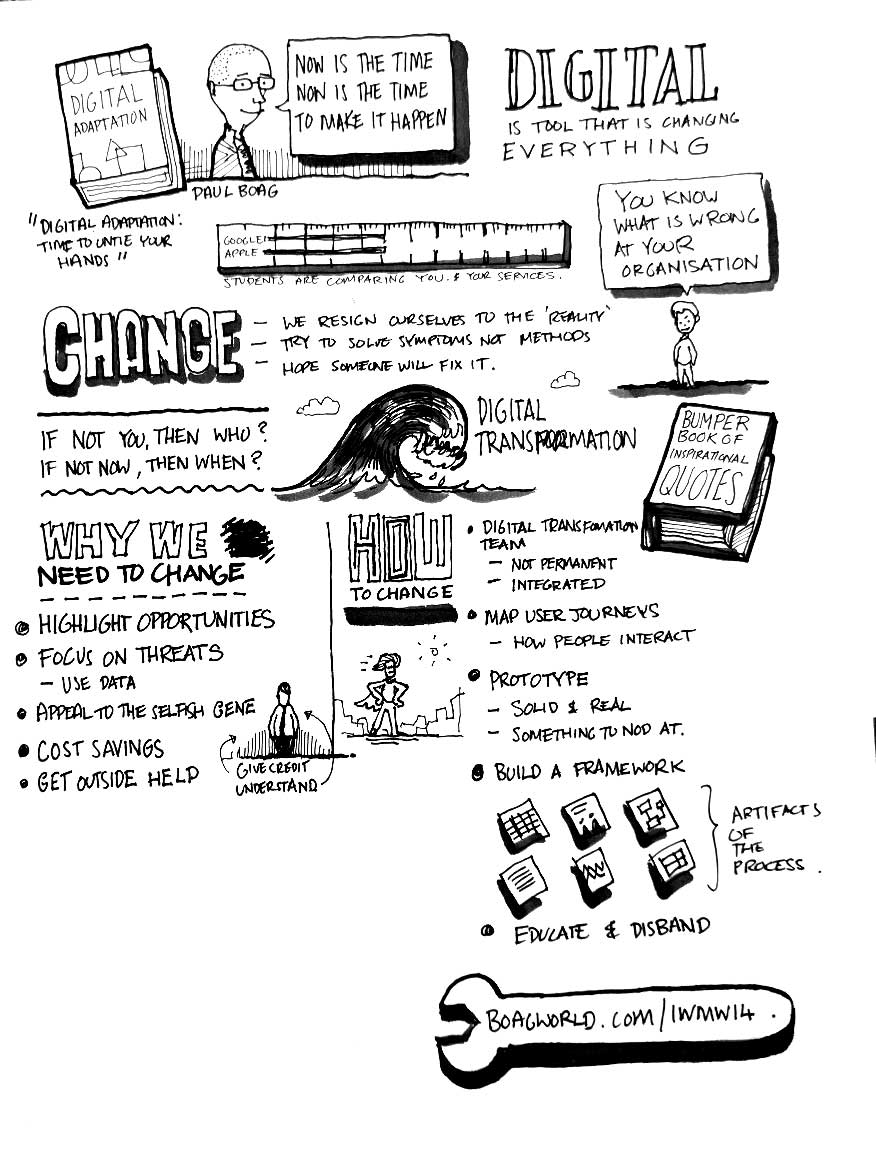 DIGITAL
ADAPTATION
NOW IS THE TIME
NON IS THE TIME
TO MAKE IT HAPPEN
PAUL BOAG
DIGITAL
IS TOOL THAT IS CHANGING
EVERYTHING
"DIGITAL ADAPTATION:
TIME TO UNTIE YOUR
HANDS"
GOOGLE
APPLE
STUDENTS ARE COMPARING YOU & YOUR SERVICES.
YOU KNOW
WHAT IS WRONG
AT YOUR
ORGANISATION
CHANGE
- WE RESIGN OURSELVES TO THE 'REALITY'
- TRY TO SOLVE SYMPTOMS NOT METHODS
- HOPE SOMEONE WILL FIX IT.
IF NOT YOU, THEN WHO?
IF NOT NOW, THEN WHEN?
DIGITAL
TRANSFORMATION
BUMPER
BOOK OF
INSPIRATIONAL
QUOTES
WHY WE
NEED TO CHANGE
• HIGHLIGHT OPPORTUNITIES
• FOCUS ON THREATS
- USE DATA
• APPEAL TO THE SELFISH GENE
• COST SAVINGS
• GET OUTSIDE HELP
GIVE CREDIT
UNDERSTAND
HOW
TO CHANGE
• DIGITAL TRANSFOMATION
TEAM
- NOT PERMANENT
- INTEGRATED
• MAP USER JOURNEYS
- HOW PEOPLE INTERACT
• PROTOTYPE
- SOLID & REAL
- SOMETHING TO NOD AT.
• BUILD A FRAMEWORK
ARTIFACTS
OF
THE
PROCESS.
• EDUCATE & DISBAND
BOAGWORLD.COM/IWMW14.